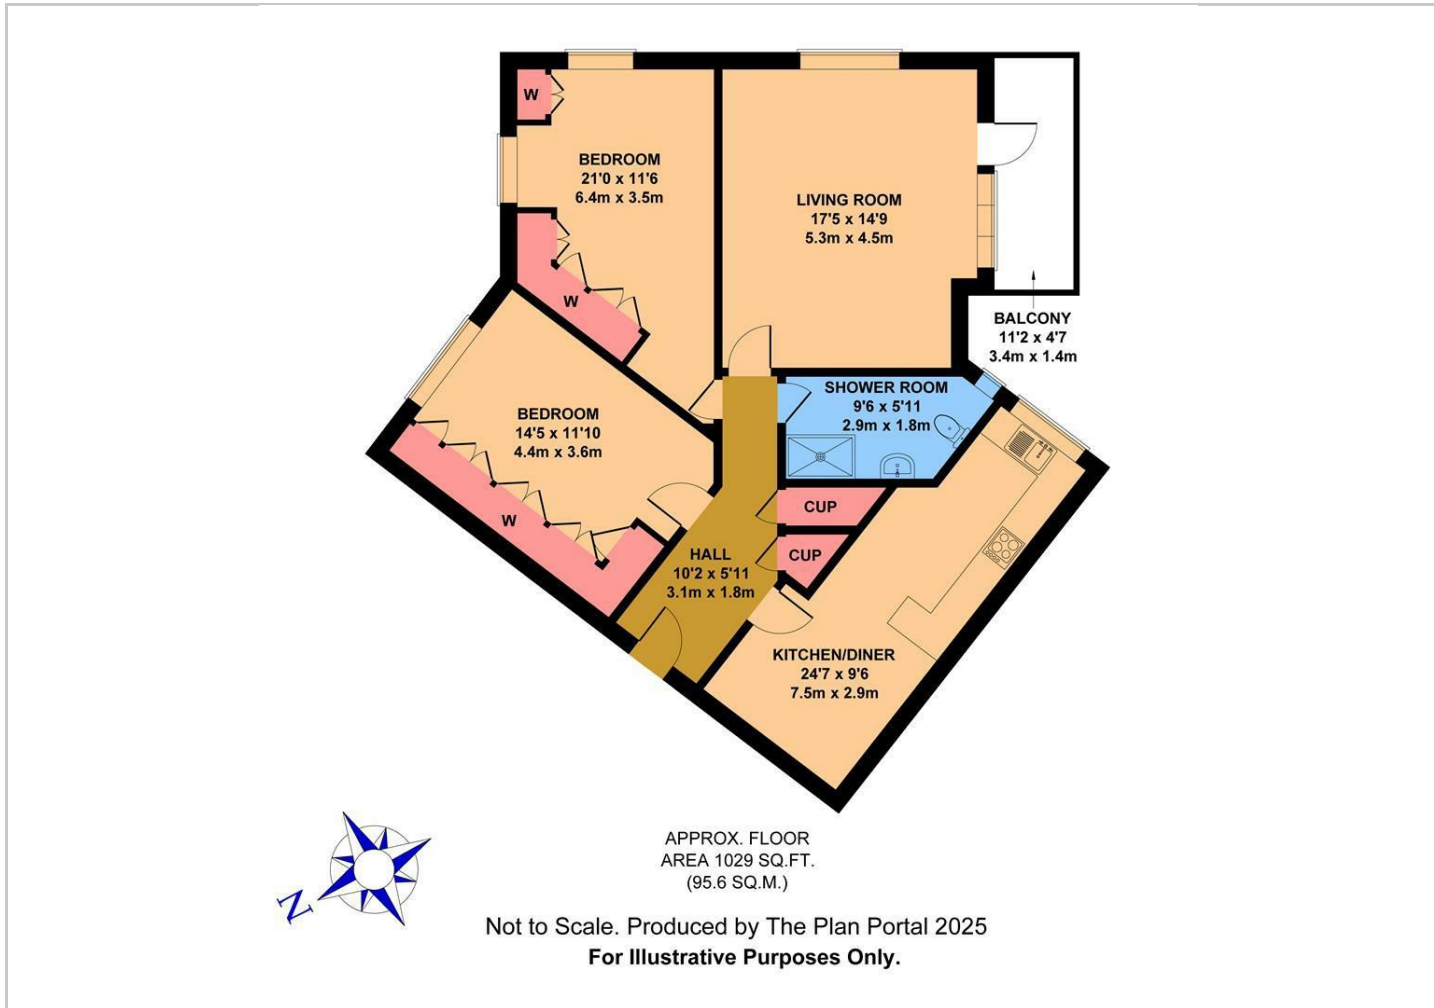 W
BEDROOM
21'0 x 11'6
6.4m x 3.5m
LIVING ROOM
17'5 x 14'9
5.3m x 4.5m
W
BALCONY
11'2 x 4'7
3.4m x 1.4m
SHOWER ROOM
9'6 x 5'11
2.9m x 1.8m
BEDROOM
14'5 x 11'10
4.4m x 3.6m
W
CUP
CUP
HALL
10'2 x 5'11
3.1m x 1.8m
KITCHEN/DINER
24'7 x 9'6
7.5m x 2.9m
N
APPROX. FLOOR
AREA 1029 SQ.FT.
(95.6 SQ.M.)
Not to Scale. Produced by The Plan Portal 2025
For Illustrative Purposes Only.